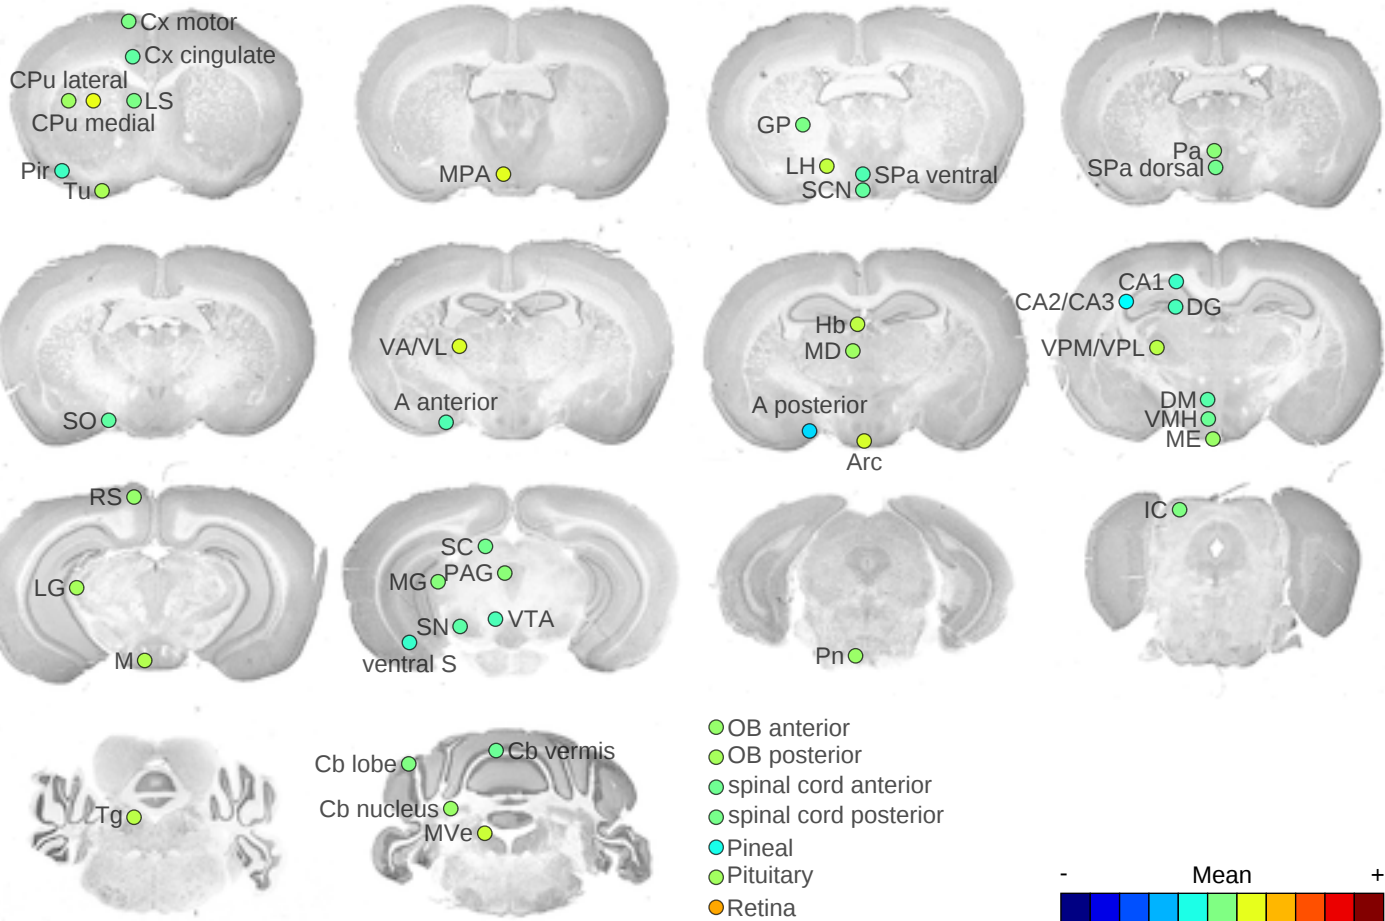 Cx motor
Cx cingulate
CPu lateral
LS
CPu medial
Pir
Tu
MPA
GP
LH
SPa ventral
SCN
Pa
SPa dorsal
SO
VA/VL
A anterior
Hb
MD
A posterior
Arc
CA1
CA2/CA3
DG
VPM/VPL
DM
VMH
ME
RS
LG
M
SC
PAG
MG
SN
VTA
ventral S
Pn
IC
Tg
Cb vermis
Cb lobe
Cb nucleus
MVe
OB anterior
OB posterior
spinal cord anterior
spinal cord posterior
Pineal
Pituitary
Retina
- Mean +